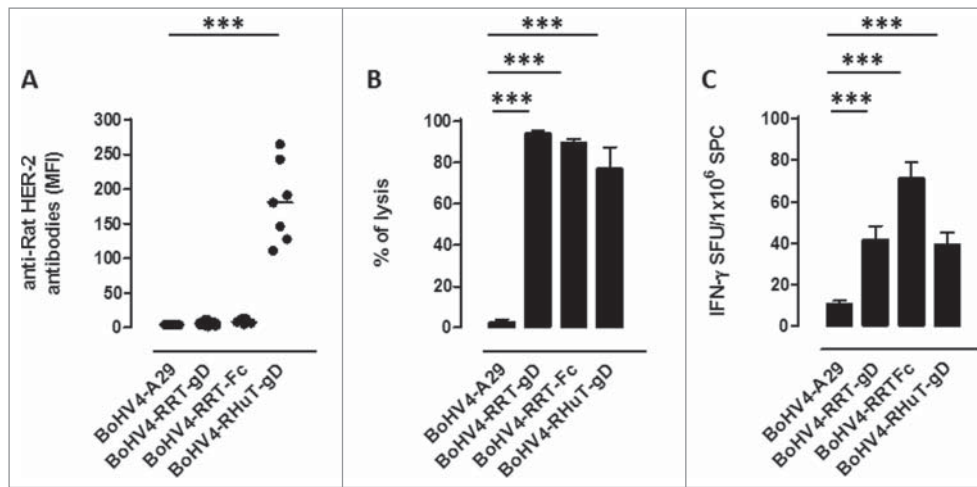 ***
A
anti-Rat HER-2
antibodies (MFI)
300
250
200
150
100
50
0
BoHV4-A29
BoHV4-RRT-gD
BoHV4-RRT-Fc
BoHV4-RHuT-gD
***
***
***
B
% of lysis
100
80
60
40
20
0
BoHV4-A29
BoHV4-RRT-gD
BoHV4-RRT-Fc
BoHV4-RHuT-gD
***
***
***
C
IFN-γ SFU/1x10⁶ SPC
100
80
60
40
20
0
BoHV4-A29
BoHV4-RRT-gD
BoHV4-RRTFc
BoHV4-RHuT-gD